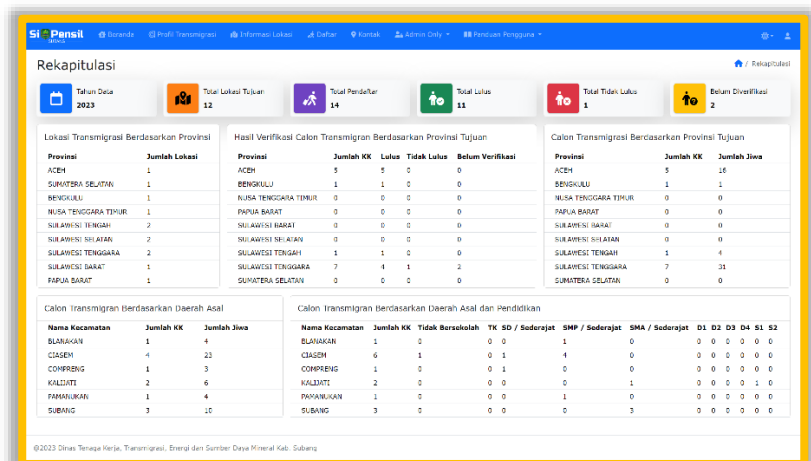 Si Pensil Beranda Profil Transmigrasi Informasi Lokasi Daftar Kontak Admin Only Panduan Pengguna
SUBANG
Rekapitulasi
/ Rekapitulasi
Tahun Data
2023
Total Lokasi Tujuan
12
Total Pendaftar
14
Total Lulus
11
Total Tidak Lulus
1
Belum Diverifikasi
2
Lokasi Transmigrasi Berdasarkan Provinsi
Provinsi Jumlah Lokasi
ACEH 1
SUMATERA SELATAN 1
BENGKULU 1
NUSA TENGGARA TIMUR 1
SULAWESI TENGAH 2
SULAWESI SELATAN 2
SULAWESI TENGGARA 2
SULAWESI BARAT 1
PAPUA BARAT 1
Hasil Verifikasi Calon Transmigran Berdasarkan Provinsi Tujuan
Provinsi Jumlah KK Lulus Tidak Lulus Belum Verifikasi
ACEH 5 5 0 0
BENGKULU 1 1 0 0
NUSA TENGGARA TIMUR 0 0 0 0
PAPUA BARAT 0 0 0 0
SULAWESI BARAT 0 0 0 0
SULAWESI SELATAN 0 0 0 0
SULAWESI TENGAH 1 1 0 0
SULAWESI TENGGARA 7 4 1 2
SUMATERA SELATAN 0 0 0 0
Calon Transmigrasi Berdasarkan Provinsi Tujuan
Provinsi Jumlah KK Jumlah Jiwa
ACEH 5 16
BENGKULU 1 1
NUSA TENGGARA TIMUR 0 0
PAPUA BARAT 0 0
SULAWESI BARAT 0 0
SULAWESI SELATAN 0 0
SULAWESI TENGAH 1 4
SULAWESI TENGGARA 7 31
SUMATERA SELATAN 0 0
Calon Transmigran Berdasarkan Daerah Asal
Nama Kecamatan Jumlah KK Jumlah Jiwa
BLANAKAN 1 4
CIASEM 4 23
COMPRENG 1 3
KALIJATI 2 6
PAMANUKAN 1 4
SUBANG 3 10
Calon Transmigran Berdasarkan Daerah Asal dan Pendidikan
Nama Kecamatan Jumlah KK Tidak Bersekolah TK SD / Sederajat SMP / Sederajat SMA / Sederajat D1 D2 D3 D4 S1 S2
BLANAKAN 1 0 0 0 1 0 0 0 0 0 0 0
CIASEM 6 1 0 1 4 0 0 0 0 0 0 0
COMPRENG 1 0 0 1 0 0 0 0 0 0 0 0
KALIJATI 2 0 0 0 0 1 0 0 0 0 1 0
PAMANUKAN 1 0 0 0 1 0 0 0 0 0 0 0
SUBANG 3 0 0 0 0 3 0 0 0 0 0 0
©2023 Dinas Tenaga Kerja, Transmigrasi, Energi dan Sumber Daya Mineral Kab. Subang